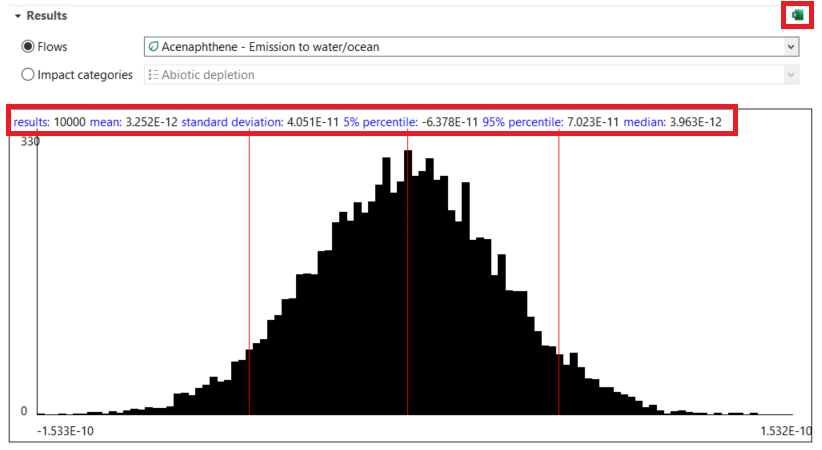 Results
Flows Acenaphthene - Emission to water/ocean
Impact categories Abiotic depletion
results: 10000 mean: 3.252E-12 standard deviation: 4.051E-11 5% percentile: -6.378E-11 95% percentile: 7.023E-11 median: 3.963E-12
330
0
-1.533E-10 1.532E-10